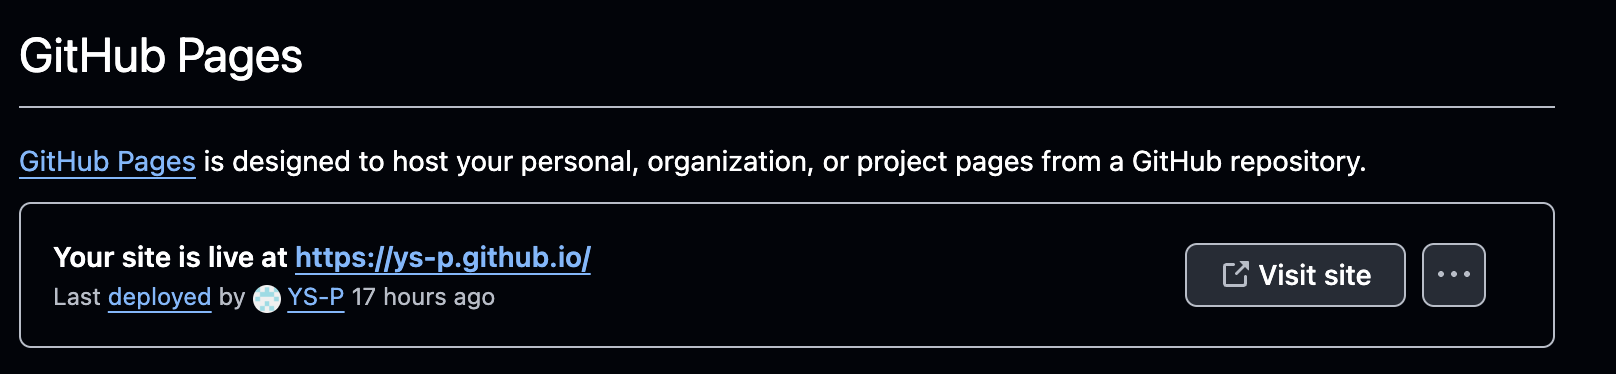 GitHub Pages
GitHub Pages is designed to host your personal, organization, or project pages from a GitHub repository.
Your site is live at https://ys-p.github.io/
Last deployed by YS-P 17 hours ago
Visit site